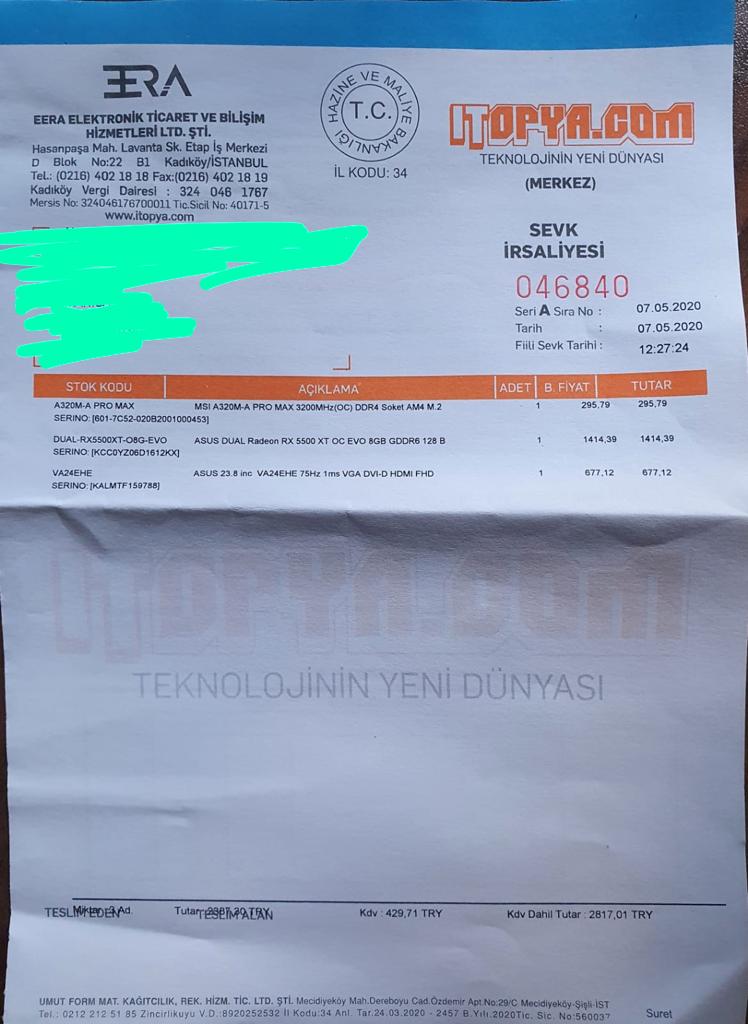 EERA
EERA ELEKTRONİK TİCARET VE BİLİŞİM
HİZMETLERİ LTD. ŞTİ.
Hasanpaşa Mah. Lavanta Sk. Etap İş Merkezi
D Blok No:22 B1 Kadıköy/İSTANBUL
Tel.: (0216) 402 18 18 Fax:(0216) 402 18 19
Kadıköy Vergi Dairesi : 324 046 1767
Mersis No: 324046176700011 Tic.Sicil No: 40171-5
www.itopya.com
T.C. HAZİNE VE MALİYE BAKANLIĞI
İL KODU: 34
ITOPYA.COM
TEKNOLOJİNİN YENİ DÜNYASI
(MERKEZ)
SEVK
İRSALİYESİ
046840
Seri A Sıra No : 07.05.2020
Tarih : 07.05.2020
Fiili Sevk Tarihi : 12:27:24
STOK KODU AÇIKLAMA ADET B. FİYAT TUTAR
A320M-A PRO MAX MSI A320M-A PRO MAX 3200MHz(OC) DDR4 Soket AM4 M.2 1 295,79 295,79
SERINO: [601-7C52-020B2001000453]
DUAL-RX5500XT-O8G-EVO ASUS DUAL Radeon RX 5500 XT OC EVO 8GB GDDR6 128 B 1 1414,39 1414,39
SERINO: [KCC0YZ06D1612KX]
VA24EHE ASUS 23.8 inc VA24EHE 75Hz 1ms VGA DVI-D HDMI FHD 1 677,12 677,12
SERINO: [KALMTF159788]
ITOPYA.COM
TEKNOLOJİNİN YENİ DÜNYASI
TESLİM EDEN Miktar Ad. Tutar TRY TESLİM ALAN Kdv : 429,71 TRY Kdv Dahil Tutar : 2817,01 TRY
UMUT FORM MAT. KAĞITCILIK, REK. HİZM. TİC. LTD. ŞTİ. Mecidiyeköy Mah.Dereboyu Cad.Özdemir Apt.No:29/C Mecidiyeköy-Şişli-İST
Tel.: 0212 212 51 85 Zincirlikuyu V.D.:8920252532 İl Kodu:34 Anl. Tar.24.03.2020 - 2457 B.Yılı.2020Tic. Sic. No:560037 Suret